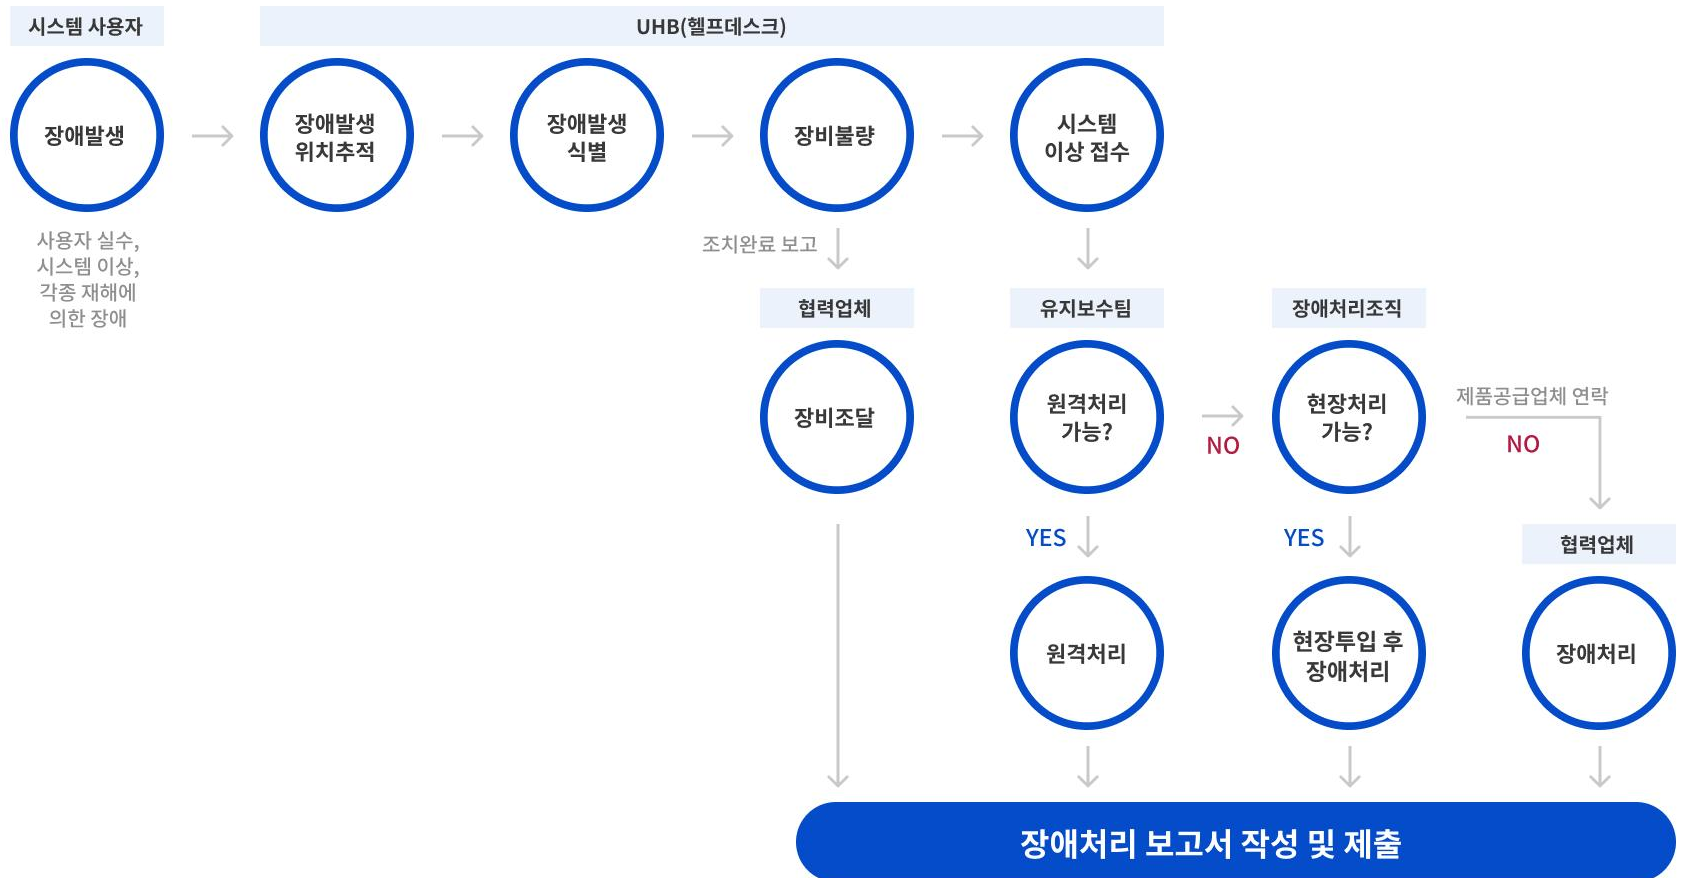 시스템 사용자
UHB(헬프데스크)
장애발생
장애발생
위치추적
장애발생
식별
장비불량
시스템
이상 접수
사용자 실수,
시스템 이상,
각종 재해에
의한 장애
조치완료 보고
협력업체
유지보수팀
장애처리조직
장비조달
원격처리
가능?
NO
현장처리
가능?
제품공급업체 연락
NO
YES
YES
협력업체
원격처리
현장투입 후
장애처리
장애처리
장애처리 보고서 작성 및 제출